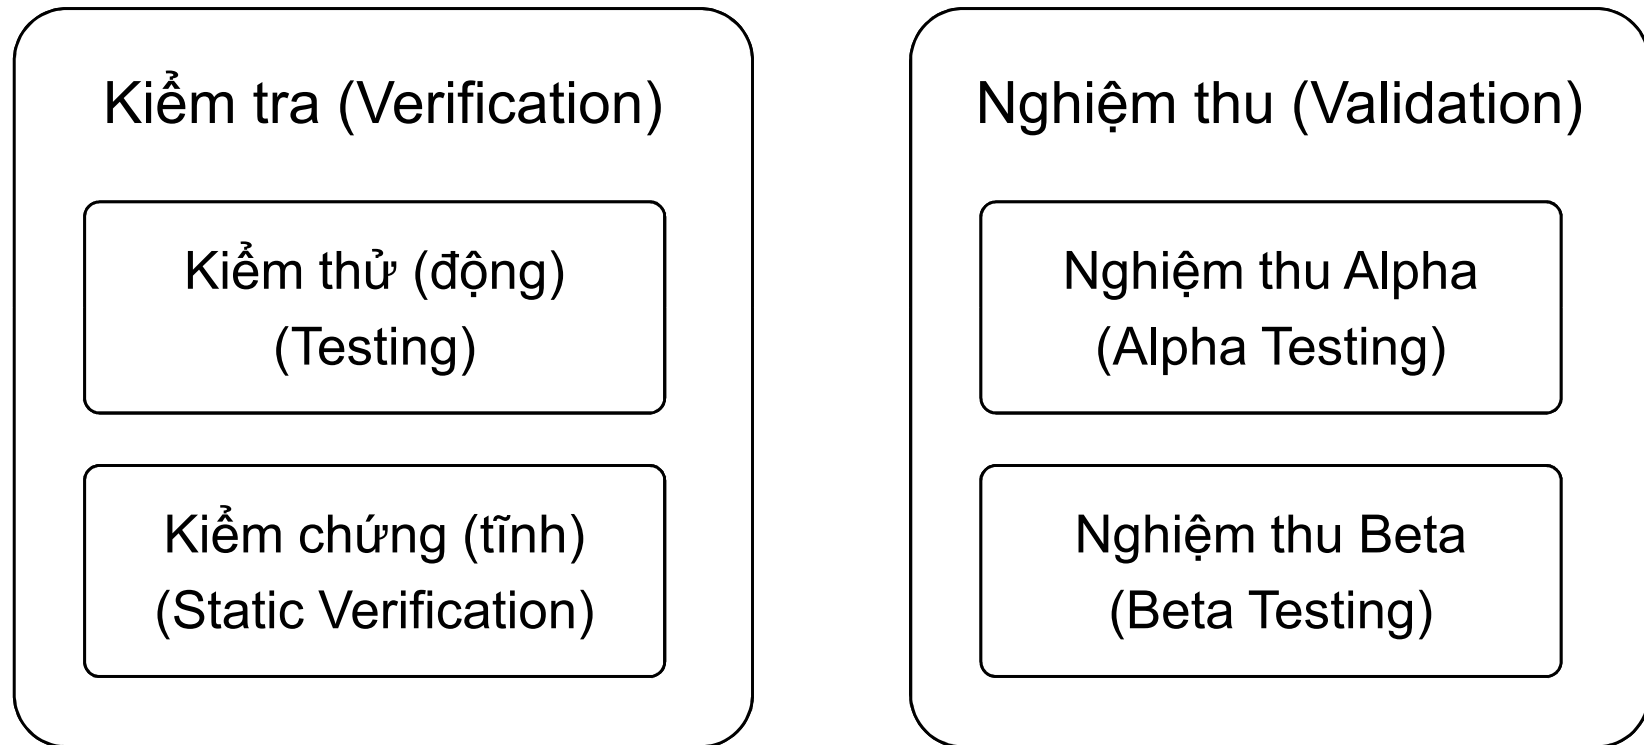 Kiểm tra (Verification)
Kiểm thử (động)
(Testing)
Kiểm chứng (tĩnh)
(Static Verification)
Nghiệm thu (Validation)
Nghiệm thu Alpha
(Alpha Testing)
Nghiệm thu Beta
(Beta Testing)